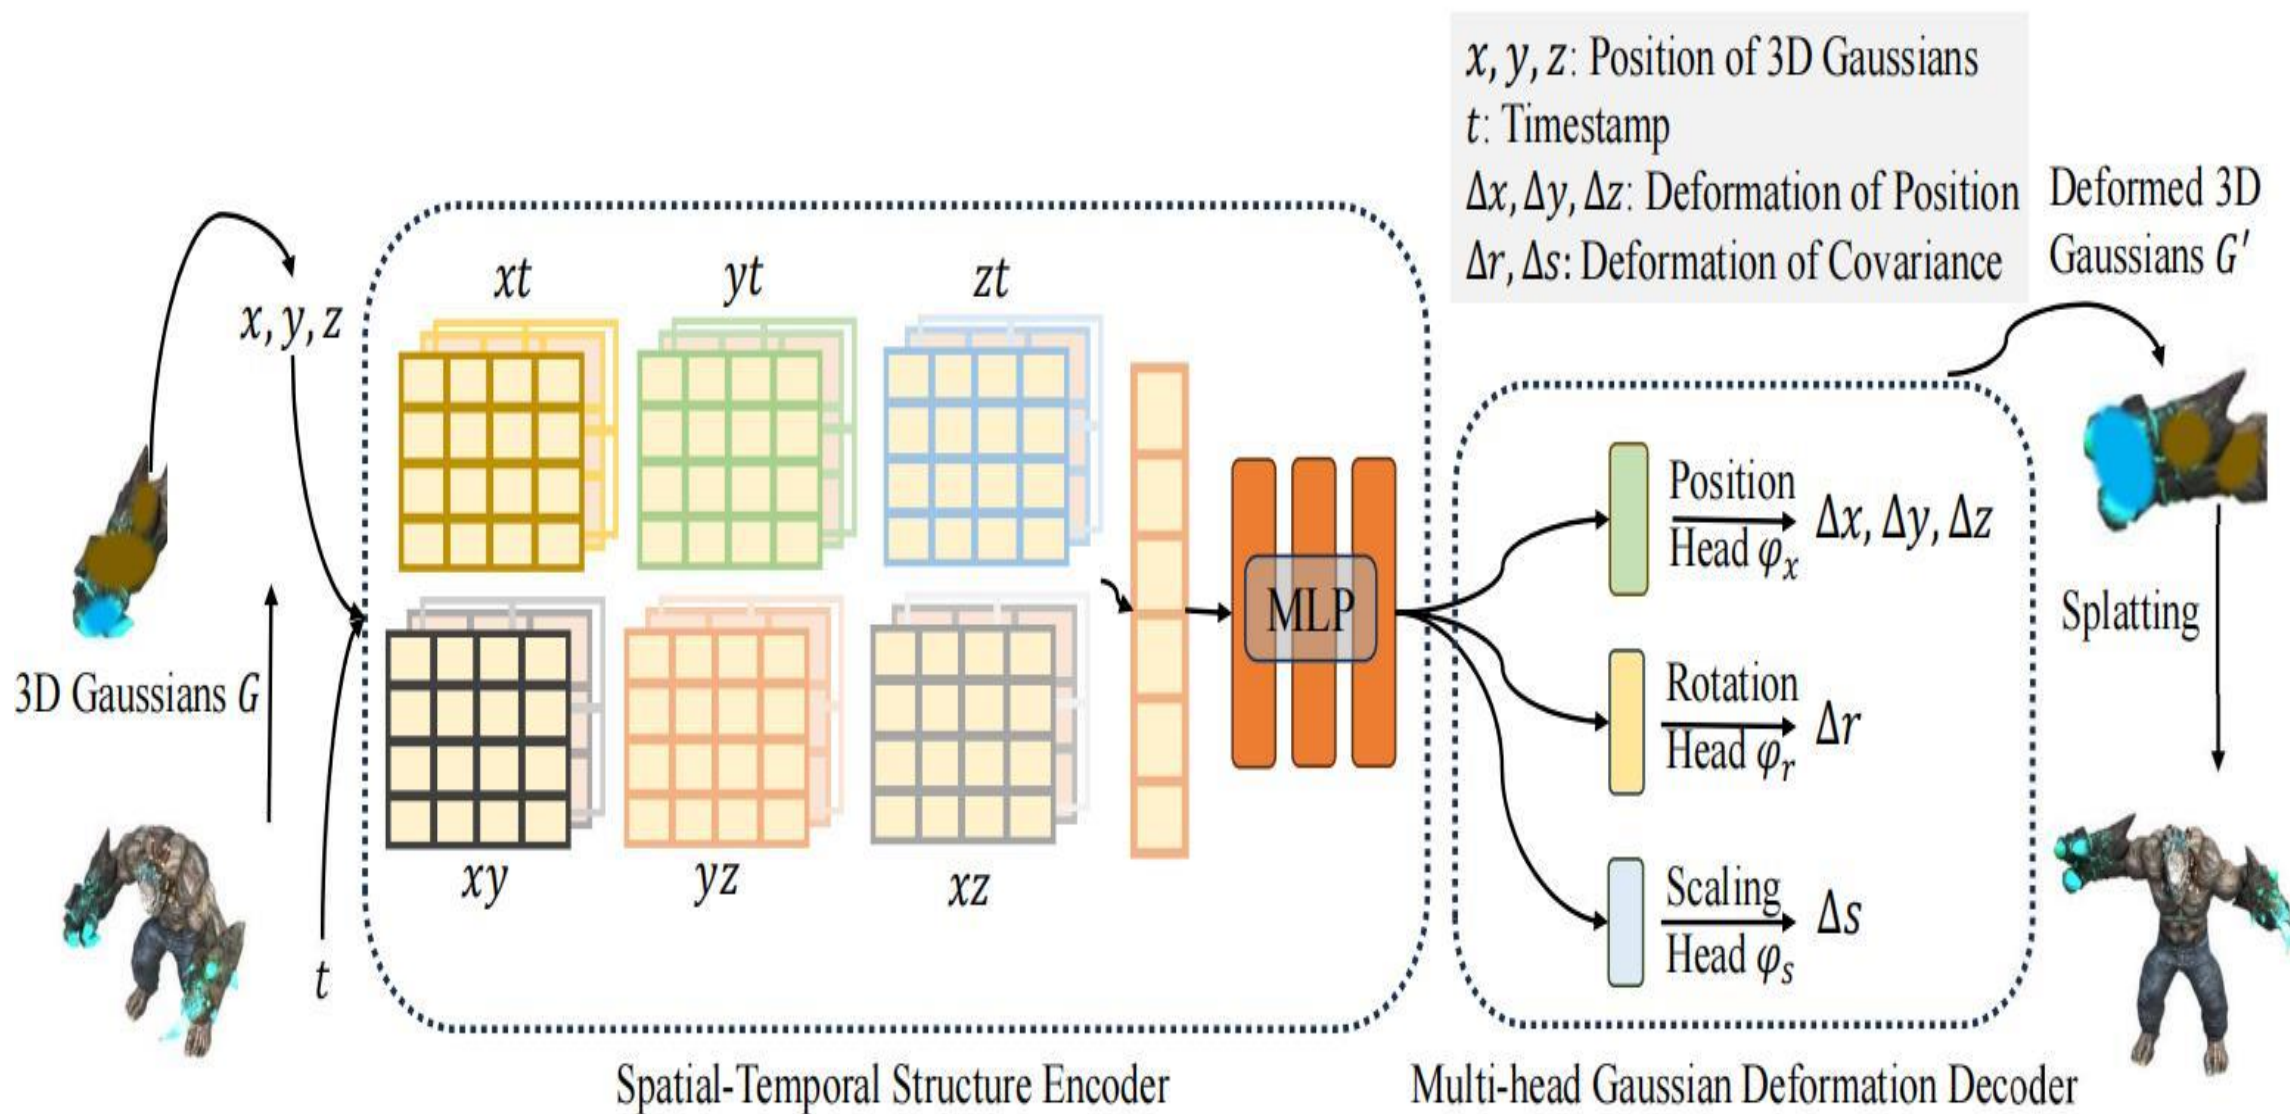 x, y, z: Position of 3D Gaussians
t: Timestamp
Δx, Δy, Δz: Deformation of Position
Δr, Δs: Deformation of Covariance
Deformed 3D
Gaussians G′
x, y, z
xt
yt
zt
3D Gaussians G
xy
yz
xz
t
MLP
Position
Head φx
Δx, Δy, Δz
Rotation
Head φr
Δr
Scaling
Head φs
Δs
Splatting
Spatial-Temporal Structure Encoder
Multi-head Gaussian Deformation Decoder